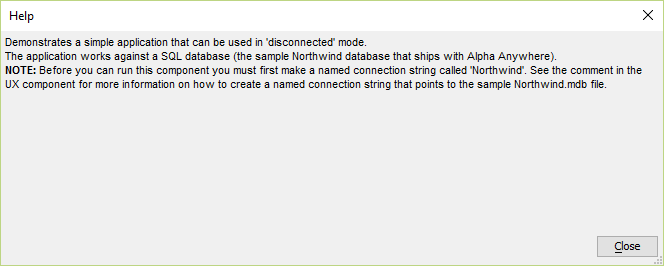 Help
Demonstrates a simple application that can be used in 'disconnected' mode.
The application works against a SQL database (the sample Northwind database that ships with Alpha Anywhere).
NOTE: Before you can run this component you must first make a named connection string called 'Northwind'. See the comment in the
UX component for more information on how to create a named connection string that points to the sample Northwind.mdb file.
Close